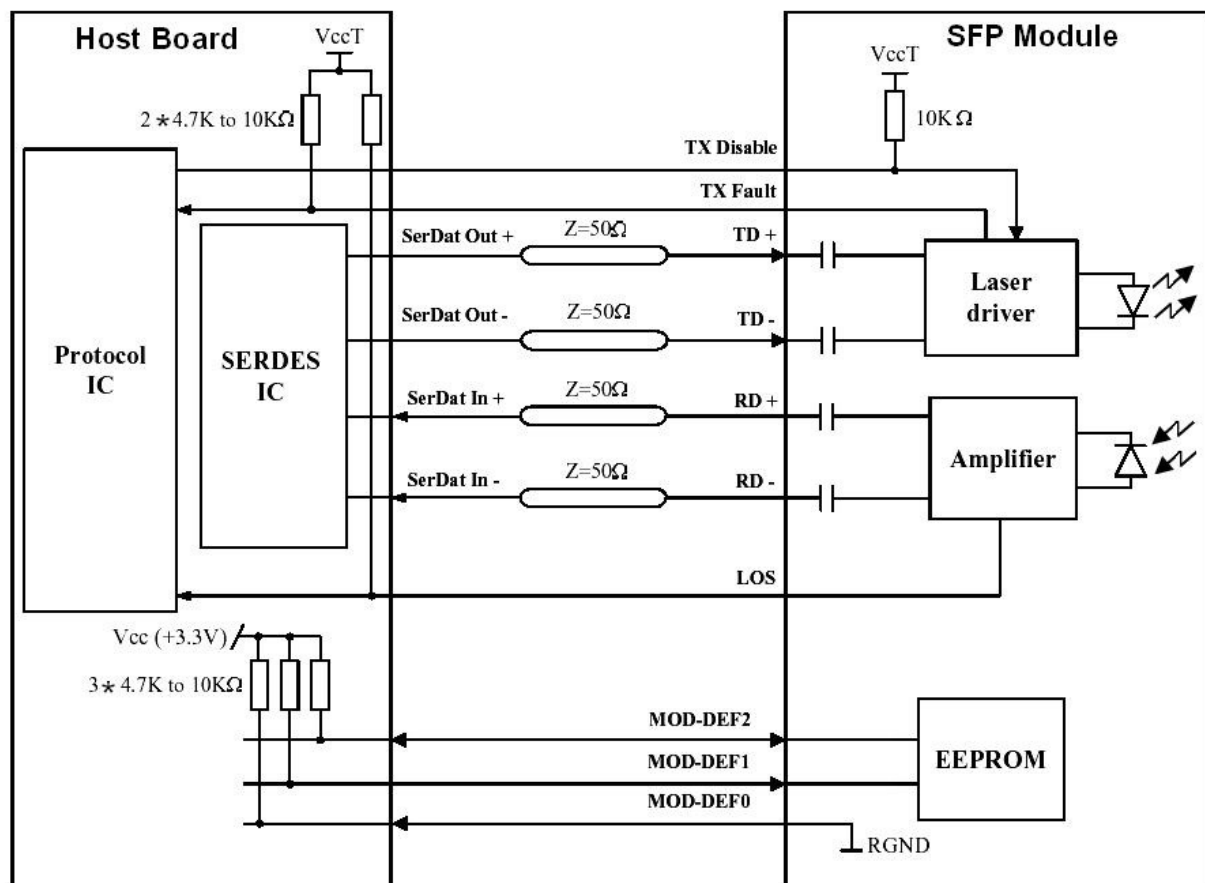 Host Board
SFP Module
VccT
VccT
2 * 4.7K to 10KΩ
10K Ω
TX Disable
TX Fault
SerDat Out +
Z=50Ω
TD +
SerDat Out -
Z=50Ω
TD -
Laser
driver
Protocol
IC
SERDES
IC
SerDat In +
Z=50Ω
RD +
SerDat In -
Z=50Ω
RD -
Amplifier
LOS
Vcc (+3.3V)
3 * 4.7K to 10KΩ
MOD-DEF2
MOD-DEF1
MOD-DEF0
EEPROM
RGND